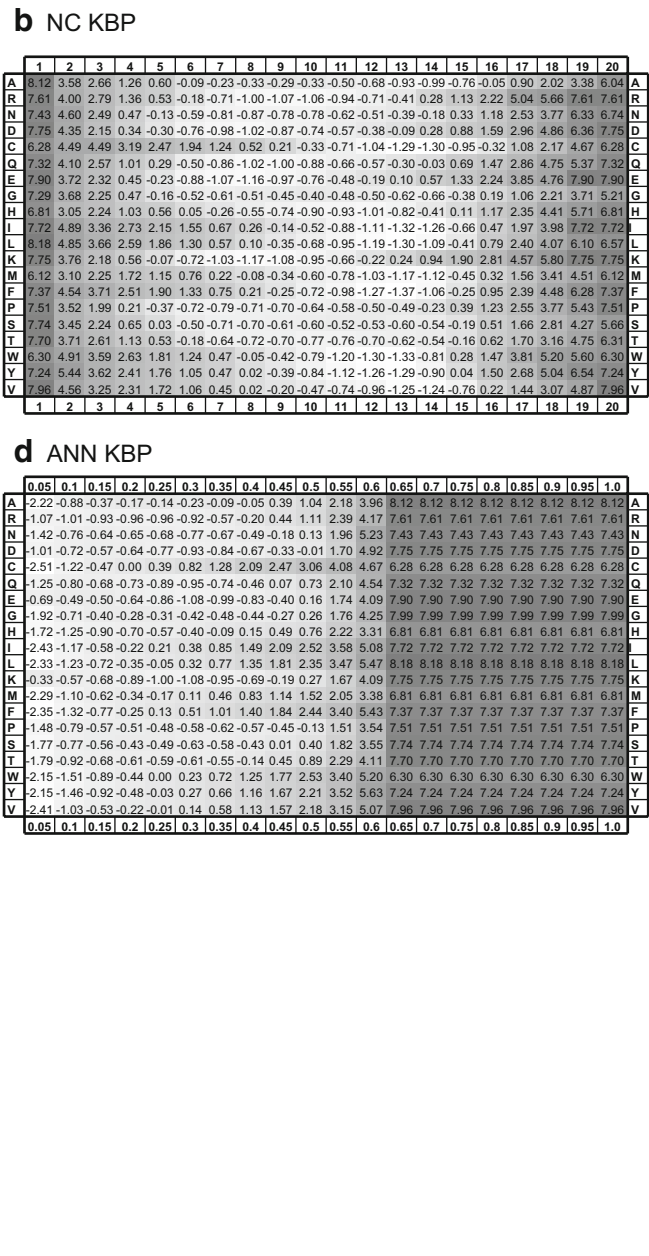 b NC KBP
1 2 3 4 5 6 7 8 9 10 11 12 13 14 15 16 17 18 19 20
A 8.12 3.58 2.66 1.26 0.60 -0.09 -0.23 -0.33 -0.29 -0.33 -0.50 -0.68 -0.93 -0.99 -0.76 -0.05 0.90 2.02 3.38 6.04 A
R 7.61 4.00 2.79 1.36 0.53 -0.18 -0.71 -1.00 -1.07 -1.06 -0.94 -0.71 -0.41 0.28 1.13 2.22 5.04 5.66 7.61 7.61 R
N 7.43 4.60 2.49 0.47 -0.13 -0.59 -0.81 -0.87 -0.78 -0.78 -0.62 -0.51 -0.39 -0.18 0.33 1.18 2.53 3.77 6.33 6.74 N
D 7.75 4.35 2.15 0.34 -0.30 -0.76 -0.98 -1.02 -0.87 -0.74 -0.57 -0.38 -0.09 0.28 0.88 1.59 2.96 4.86 6.36 7.75 D
C 6.28 4.49 4.49 3.19 2.47 1.94 1.24 0.52 0.21 -0.33 -0.71 -1.04 -1.29 -1.30 -0.95 -0.32 1.08 2.17 4.67 6.28 C
Q 7.32 4.10 2.57 1.01 0.29 -0.50 -0.86 -1.02 -1.00 -0.88 -0.66 -0.57 -0.30 -0.03 0.69 1.47 2.86 4.75 5.37 7.32 Q
E 7.90 3.72 2.32 0.45 -0.23 -0.88 -1.07 -1.16 -0.97 -0.76 -0.48 -0.19 0.10 0.57 1.33 2.24 3.85 4.76 7.90 7.90 E
G 7.29 3.68 2.25 0.47 -0.16 -0.52 -0.61 -0.51 -0.45 -0.40 -0.48 -0.50 -0.62 -0.66 -0.38 0.19 1.06 2.21 3.71 5.21 G
H 6.81 3.05 2.24 1.03 0.56 0.05 -0.26 -0.55 -0.74 -0.90 -0.93 -1.01 -0.82 -0.41 0.11 1.17 2.35 4.41 5.71 6.81 H
I 7.72 4.89 3.36 2.73 2.15 1.55 0.67 0.26 -0.14 -0.52 -0.88 -1.11 -1.32 -1.26 -0.66 0.47 1.97 3.98 7.72 7.72 I
L 8.18 4.85 3.66 2.59 1.86 1.30 0.57 0.10 -0.35 -0.68 -0.95 -1.19 -1.30 -1.09 -0.41 0.79 2.40 4.07 6.10 6.57 L
K 7.75 3.76 2.18 0.56 -0.07 -0.72 -1.03 -1.17 -1.08 -0.95 -0.66 -0.22 0.24 0.94 1.90 2.81 4.57 5.80 7.75 7.75 K
M 6.12 3.10 2.25 1.72 1.15 0.76 0.22 -0.08 -0.34 -0.60 -0.78 -1.03 -1.17 -1.12 -0.45 0.32 1.56 3.41 4.51 6.12 M
F 7.37 4.54 3.71 2.51 1.90 1.33 0.75 0.21 -0.25 -0.72 -0.98 -1.27 -1.37 -1.06 -0.25 0.95 2.39 4.48 6.28 7.37 F
P 7.51 3.52 1.99 0.21 -0.37 -0.72 -0.79 -0.71 -0.70 -0.64 -0.58 -0.50 -0.49 -0.23 0.39 1.23 2.55 3.77 5.43 7.51 P
S 7.74 3.45 2.24 0.65 0.03 -0.50 -0.71 -0.70 -0.61 -0.60 -0.52 -0.53 -0.60 -0.54 -0.19 0.51 1.66 2.81 4.27 5.66 S
T 7.70 3.71 2.61 1.13 0.53 -0.18 -0.64 -0.72 -0.70 -0.77 -0.76 -0.70 -0.62 -0.54 -0.16 0.62 1.70 3.16 4.75 6.31 T
W 6.30 4.91 3.59 2.63 1.81 1.24 0.47 -0.05 -0.42 -0.79 -1.20 -1.30 -1.33 -0.81 0.28 1.47 3.81 5.20 5.60 6.30 W
Y 7.24 5.44 3.62 2.41 1.76 1.05 0.47 0.02 -0.39 -0.84 -1.12 -1.26 -1.29 -0.90 0.04 1.50 2.68 5.04 6.54 7.24 Y
V 7.96 4.56 3.25 2.31 1.72 1.06 0.45 0.02 -0.20 -0.47 -0.74 -0.96 -1.25 -1.24 -0.76 0.22 1.44 3.07 4.87 7.96 V
1 2 3 4 5 6 7 8 9 10 11 12 13 14 15 16 17 18 19 20
d ANN KBP
0.05 0.1 0.15 0.2 0.25 0.3 0.35 0.4 0.45 0.5 0.55 0.6 0.65 0.7 0.75 0.8 0.85 0.9 0.95 1.0
A -2.22 -0.88 -0.37 -0.17 -0.14 -0.23 -0.09 -0.05 0.39 1.04 2.18 3.96 8.12 8.12 8.12 8.12 8.12 8.12 8.12 8.12 A
R -1.07 -1.01 -0.93 -0.96 -0.96 -0.92 -0.57 -0.20 0.44 1.11 2.39 4.17 7.61 7.61 7.61 7.61 7.61 7.61 7.61 7.61 R
N -1.42 -0.76 -0.64 -0.65 -0.68 -0.77 -0.67 -0.49 -0.18 0.13 1.96 5.23 7.43 7.43 7.43 7.43 7.43 7.43 7.43 7.43 N
D -1.01 -0.72 -0.57 -0.64 -0.77 -0.93 -0.84 -0.67 -0.33 -0.01 1.70 4.92 7.75 7.75 7.75 7.75 7.75 7.75 7.75 7.75 D
C -2.51 -1.22 -0.47 0.00 0.39 0.82 1.28 2.09 2.47 3.06 4.08 4.67 6.28 6.28 6.28 6.28 6.28 6.28 6.28 6.28 C
Q -1.25 -0.80 -0.68 -0.73 -0.89 -0.95 -0.74 -0.46 0.07 0.73 2.10 4.54 7.32 7.32 7.32 7.32 7.32 7.32 7.32 7.32 Q
E -0.69 -0.49 -0.50 -0.64 -0.86 -1.08 -0.99 -0.83 -0.40 0.16 1.74 4.09 7.90 7.90 7.90 7.90 7.90 7.90 7.90 7.90 E
G -1.92 -0.71 -0.40 -0.28 -0.31 -0.42 -0.48 -0.44 -0.27 0.26 1.76 4.25 7.99 7.99 7.99 7.99 7.99 7.99 7.99 7.99 G
H -1.72 -1.25 -0.90 -0.70 -0.57 -0.40 -0.09 0.15 0.49 0.76 2.22 3.31 6.81 6.81 6.81 6.81 6.81 6.81 6.81 6.81 H
I -2.43 -1.17 -0.58 -0.22 0.21 0.38 0.85 1.49 2.09 2.52 3.58 5.08 7.72 7.72 7.72 7.72 7.72 7.72 7.72 7.72 I
L -2.33 -1.23 -0.72 -0.35 -0.05 0.32 0.77 1.35 1.81 2.35 3.47 5.47 8.18 8.18 8.18 8.18 8.18 8.18 8.18 8.18 L
K -0.33 -0.57 -0.68 -0.89 -1.00 -1.08 -0.95 -0.69 -0.19 0.27 1.67 4.09 7.75 7.75 7.75 7.75 7.75 7.75 7.75 7.75 K
M -2.29 -1.10 -0.62 -0.34 -0.17 0.11 0.46 0.83 1.14 1.52 2.05 3.38 6.81 6.81 6.81 6.81 6.81 6.81 6.81 6.81 M
F -2.35 -1.32 -0.77 -0.25 0.13 0.51 1.01 1.40 1.84 2.44 3.40 5.43 7.37 7.37 7.37 7.37 7.37 7.37 7.37 7.37 F
P -1.48 -0.79 -0.57 -0.51 -0.48 -0.58 -0.62 -0.57 -0.45 -0.13 1.51 3.54 7.51 7.51 7.51 7.51 7.51 7.51 7.51 7.51 P
S -1.77 -0.77 -0.56 -0.43 -0.49 -0.63 -0.58 -0.43 0.01 0.40 1.82 3.55 7.74 7.74 7.74 7.74 7.74 7.74 7.74 7.74 S
T -1.79 -0.92 -0.68 -0.61 -0.59 -0.61 -0.55 -0.14 0.45 0.89 2.29 4.11 7.70 7.70 7.70 7.70 7.70 7.70 7.70 7.70 T
W -2.15 -1.51 -0.89 -0.44 0.00 0.23 0.72 1.25 1.77 2.53 3.40 5.20 6.30 6.30 6.30 6.30 6.30 6.30 6.30 6.30 W
Y -2.15 -1.46 -0.92 -0.48 -0.03 0.27 0.66 1.16 1.67 2.21 3.52 5.63 7.24 7.24 7.24 7.24 7.24 7.24 7.24 7.24 Y
V -2.41 -1.03 -0.53 -0.22 -0.01 0.14 0.58 1.13 1.57 2.18 3.15 5.07 7.96 7.96 7.96 7.96 7.96 7.96 7.96 7.96 V
0.05 0.1 0.15 0.2 0.25 0.3 0.35 0.4 0.45 0.5 0.55 0.6 0.65 0.7 0.75 0.8 0.85 0.9 0.95 1.0